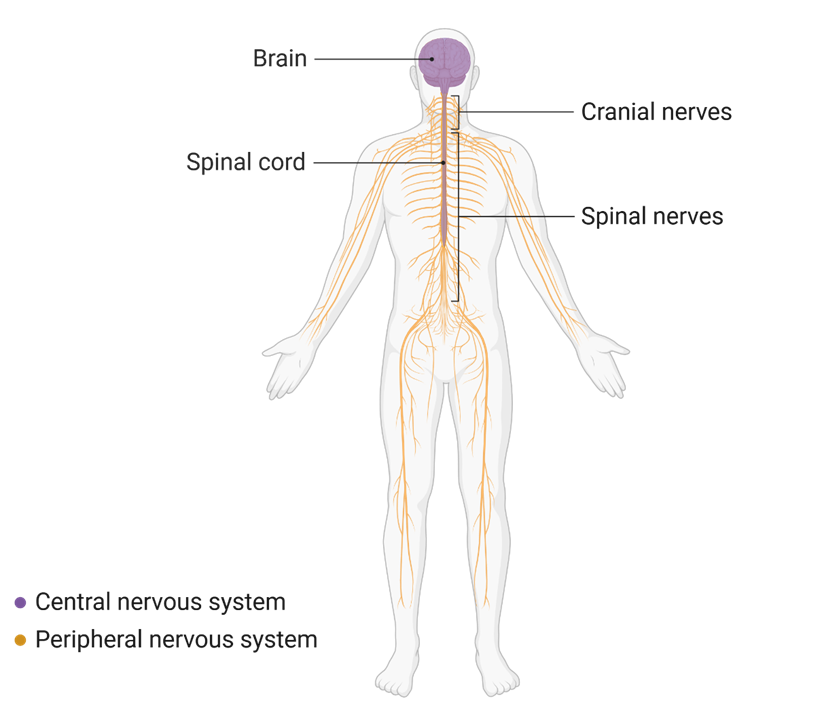 Brain
Cranial nerves
Spinal cord
Spinal nerves
Central nervous system
Peripheral nervous system